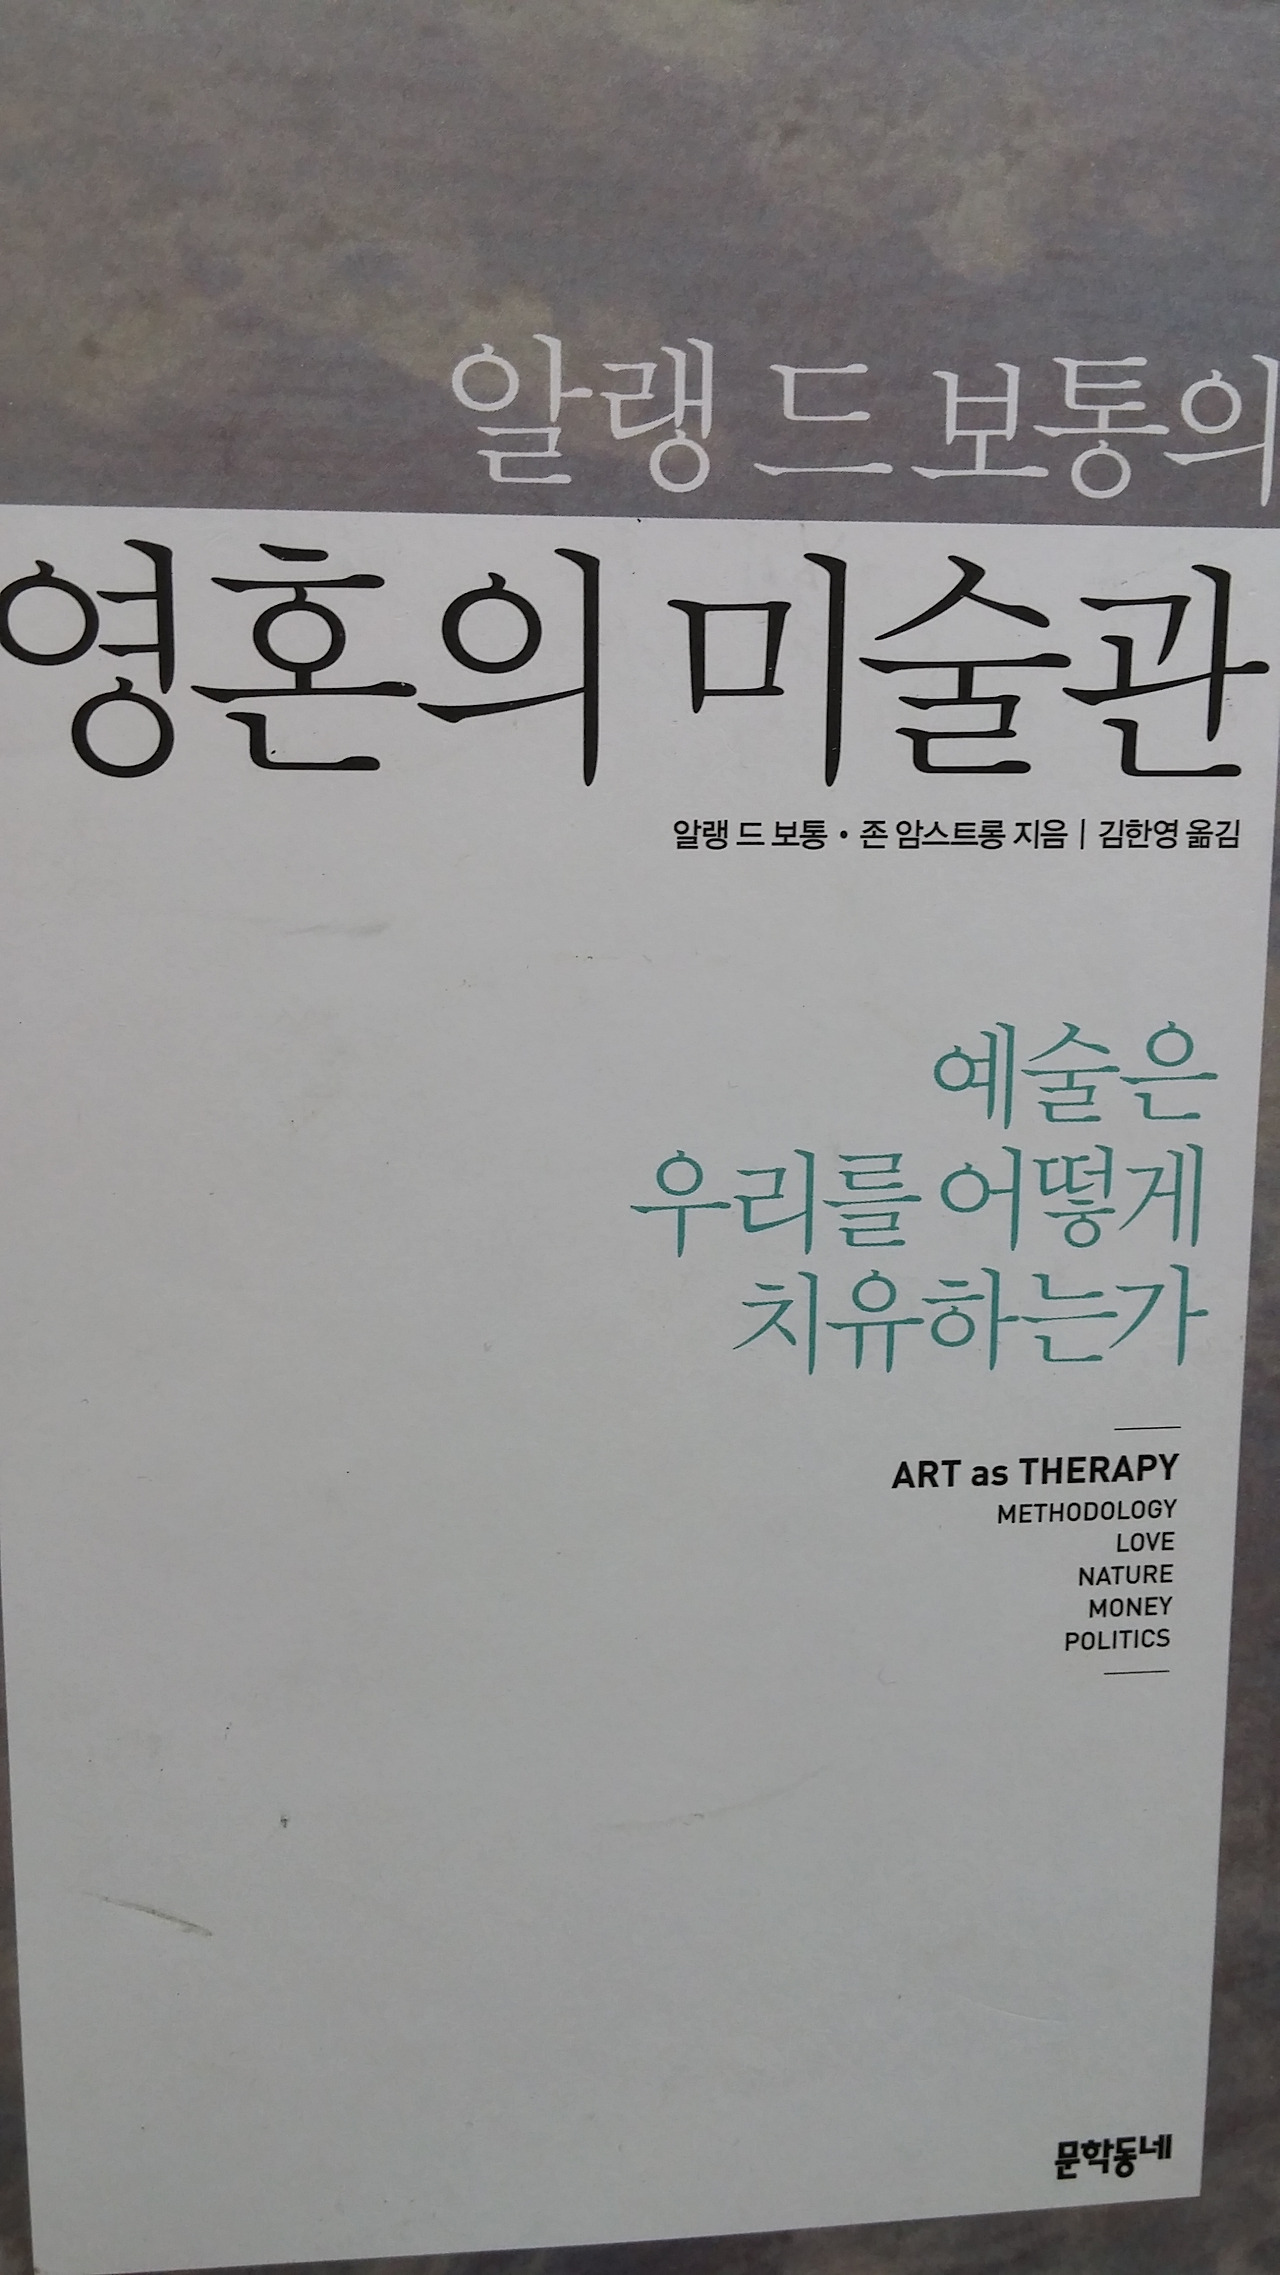 알랭 드 보통의
영혼의 미술관
알랭 드 보통 · 존 암스트롱 지음 | 김한영 옮김
예술은
우리를 어떻게
치유하는가
ART as THERAPY
METHODOLOGY
LOVE
NATURE
MONEY
POLITICS
문학동네